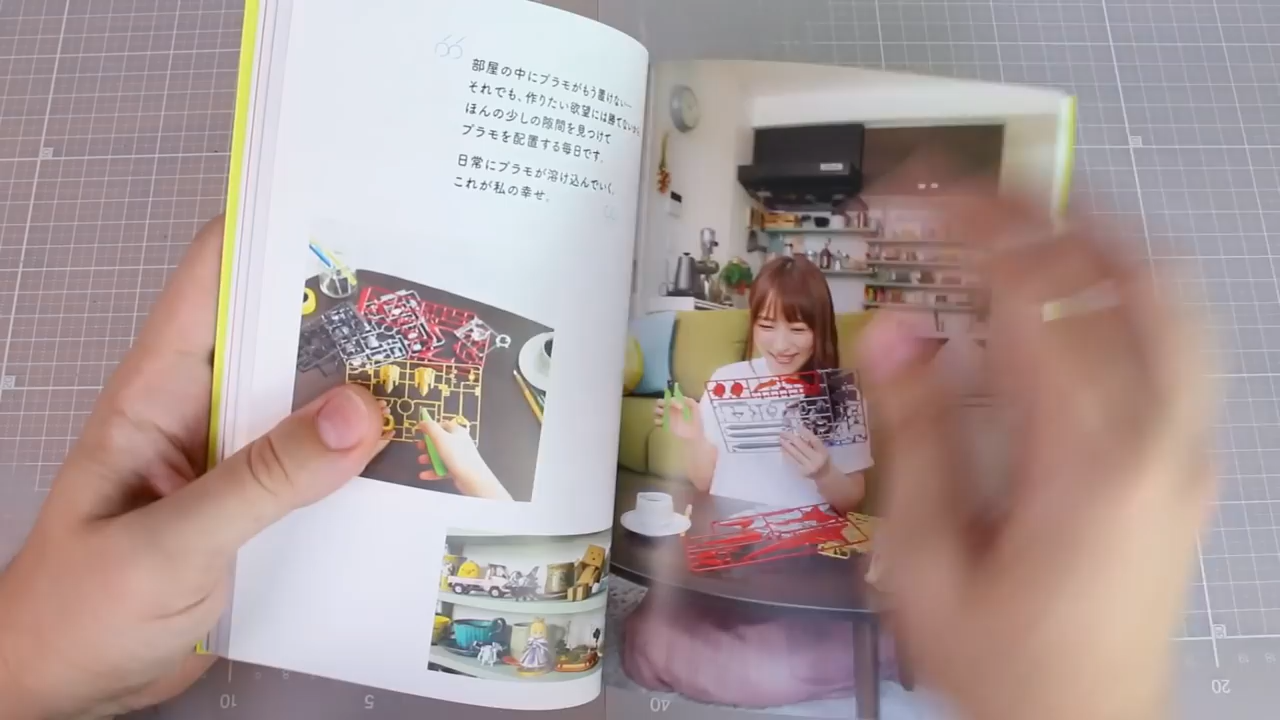 部屋の中にプラモがもう置けない…
それでも、作りたい欲望には勝てないから
ほんの少しの隙間を見つけて
プラモを配置する毎日です。
日常にプラモが溶け込んでいく。
これが私の幸せ。
10
5
40
20